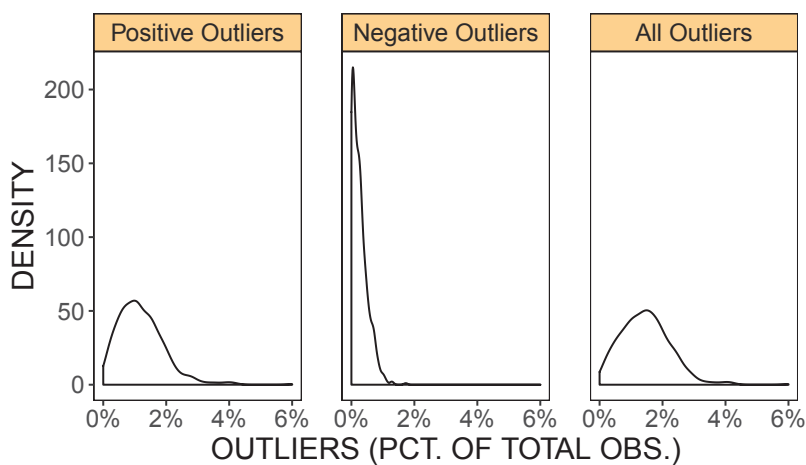 Positive Outliers Negative Outliers All Outliers
200
150
100
50
0
DENSITY
0% 2% 4% 6% 0% 2% 4% 6% 0% 2% 4% 6%
OUTLIERS (PCT. OF TOTAL OBS.)